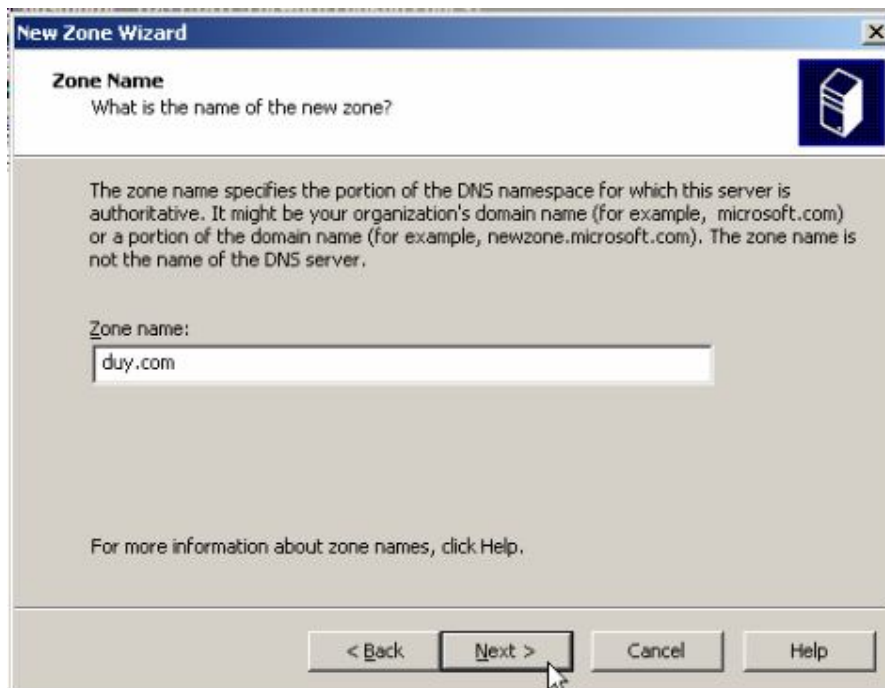 New Zone Wizard
Zone Name
What is the name of the new zone?
The zone name specifies the portion of the DNS namespace for which this server is
authoritative. It might be your organization's domain name (for example, microsoft.com)
or a portion of the domain name (for example, newzone.microsoft.com). The zone name is
not the name of the DNS server.
Zone name:
duy.com
For more information about zone names, click Help.
< Back Next > Cancel Help